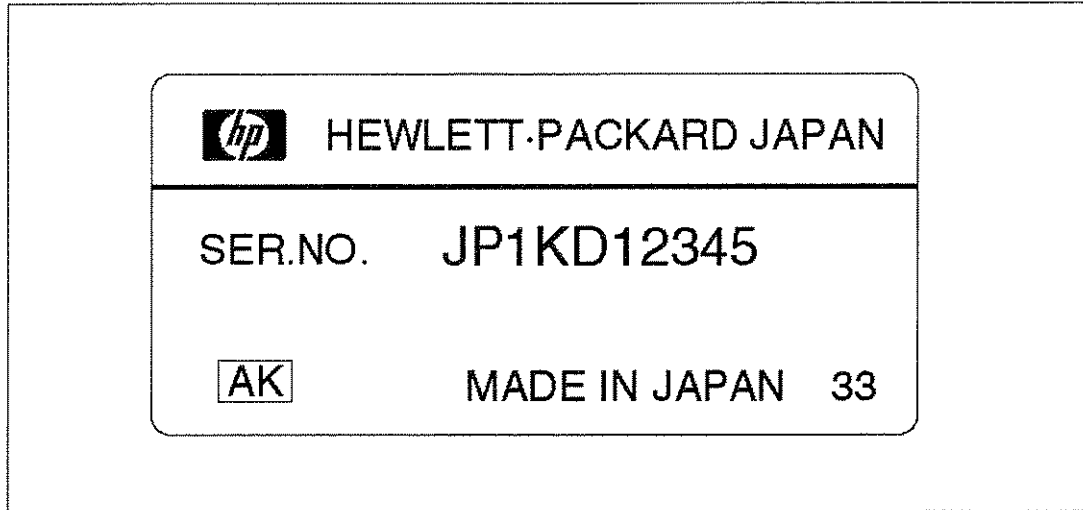 hp HEWLETT·PACKARD JAPAN
SER.NO. JP1KD12345
AK MADE IN JAPAN 33